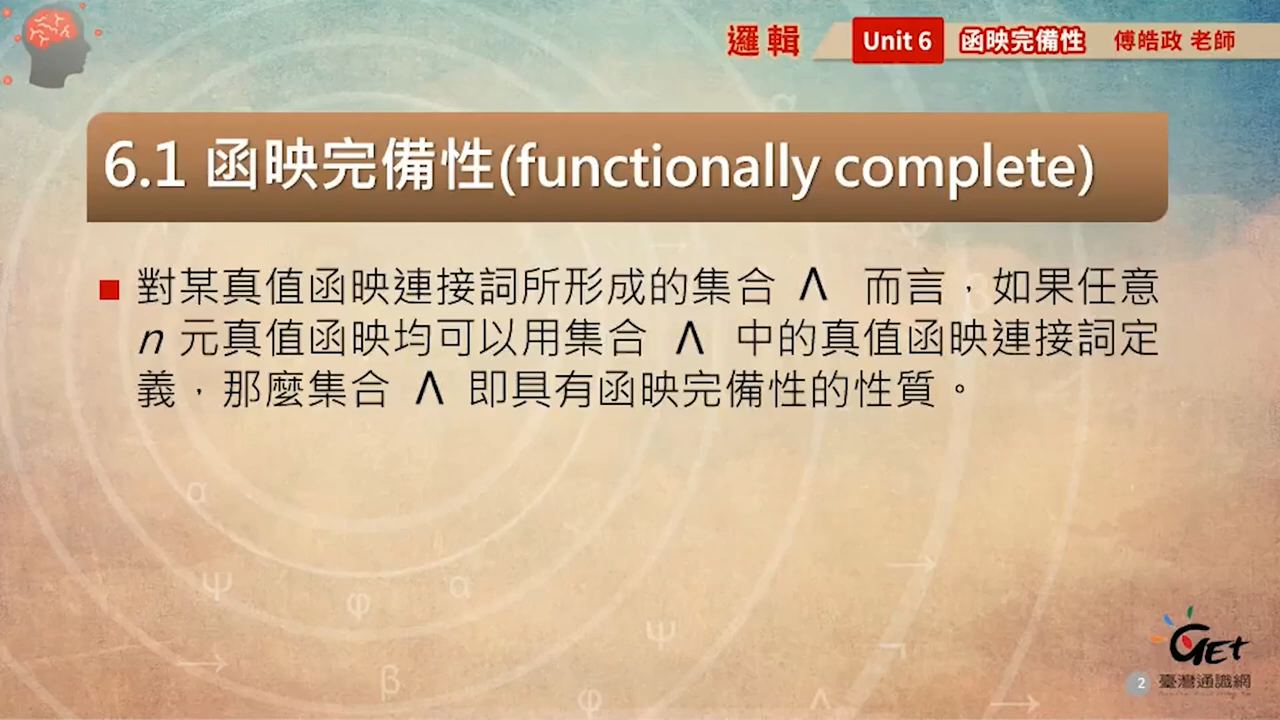 邏輯 Unit 6 函映完備性 傅皓政 老師
6.1 函映完備性(functionally complete)
對某真值函映連接詞所形成的集合 Λ 而言，如果任意
n 元真值函映均可以用集合 Λ 中的真值函映連接詞定
義，那麼集合 Λ 即具有函映完備性的性質。
GET
2 臺灣通識網